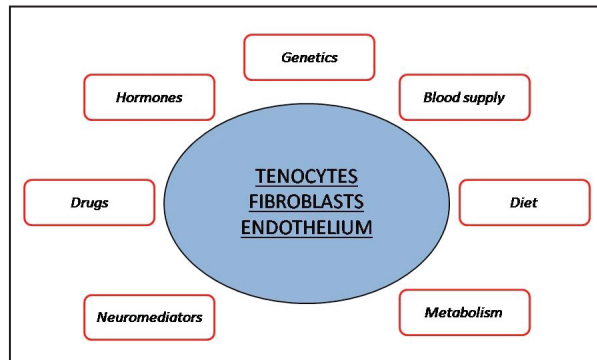 Genetics
Hormones
Blood supply
TENOCYTES
FIBROBLASTS
ENDOTHELIUM
Drugs
Diet
Neuromediators
Metabolism